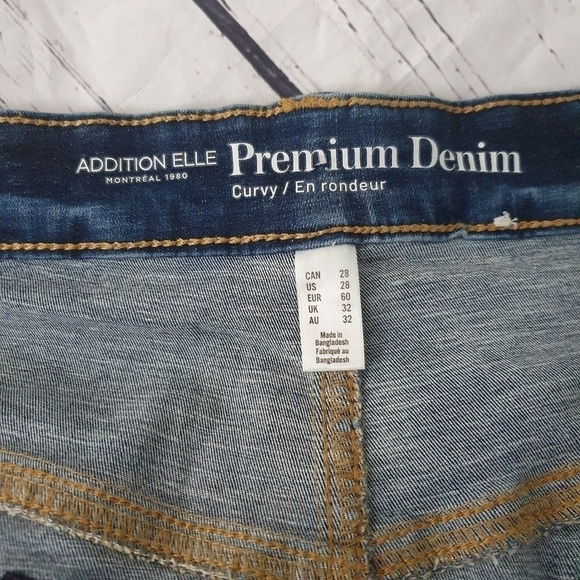 ADDITION ELLE Premium Denim
MONTRÉAL 1980
Curvy / En rondeur
CAN 28
US 28
EUR 60
UK 32
AU 32
Made in
Bangladesh
Fabriqué au
Bangladesh